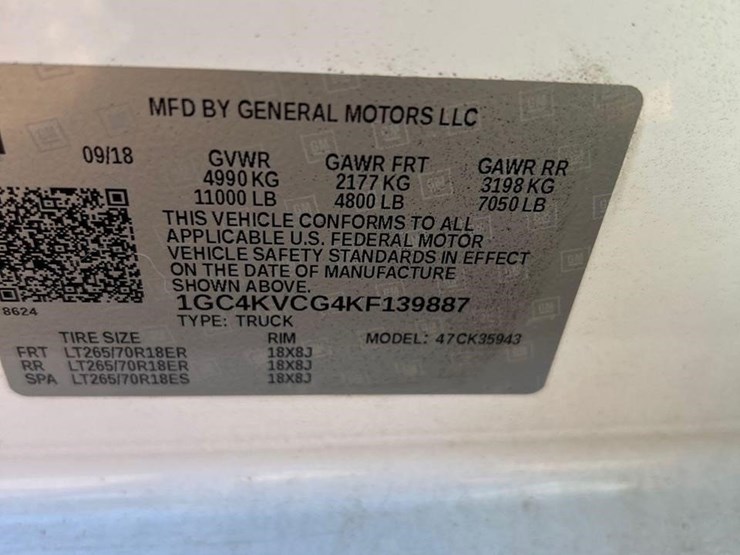 MFD BY GENERAL MOTORS LLC
09/18 GVWR GAWR FRT GAWR RR
4990 KG 2177 KG 3198 KG
11000 LB 4800 LB 7050 LB
THIS VEHICLE CONFORMS TO ALL
APPLICABLE U.S. FEDERAL MOTOR
VEHICLE SAFETY STANDARDS IN EFFECT
ON THE DATE OF MANUFACTURE
SHOWN ABOVE.
8624
1GC4KVCG4KF139887
TYPE: TRUCK
TIRE SIZE RIM MODEL: 47CK35943
FRT LT265/70R18ER 18X8J
RR LT265/70R18ER 18X8J
SPA LT265/70R18ES 18X8J